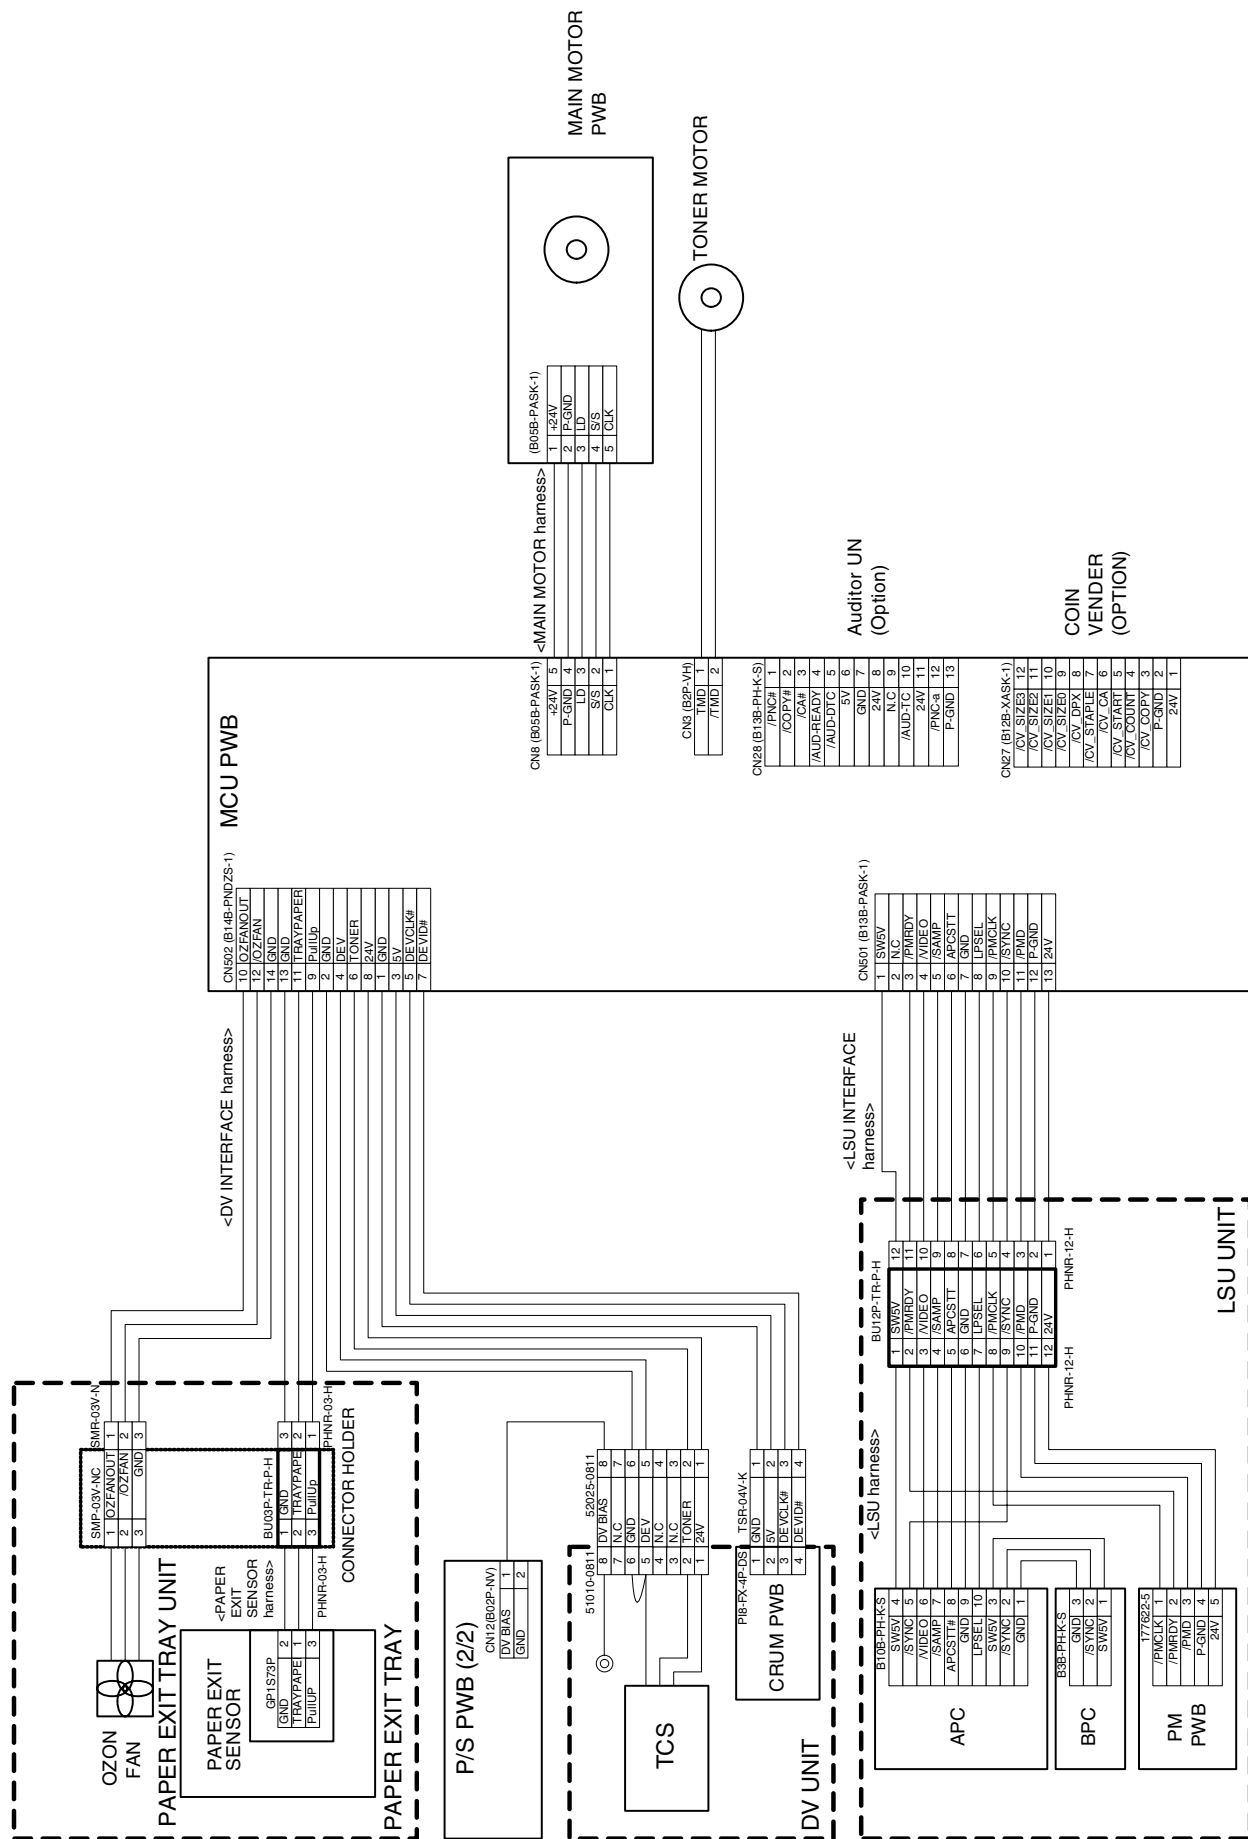 MCU PWB
CN502 (B14B-PNDZS-1)
10 OZFANOUT
12 /OZFAN
14 GND
13 GND
11 TRAYPAPER
9 PullUp
2 GND
4 DEV
6 TONER
8 24V
1 GND
3 5V
5 DEVCLK#
7 DEVID#
CN501 (B13B-PASK-1)
1 SW5V
2 N.C
3 /PMRDY
4 /VIDEO
5 /SAMP
6 APCSTT
7 GND
8 LPSEL
9 /PMCLK
10 /SYNC
11 /PMD
12 P-GND
13 24V
CN8 (B05B-PASK-1)
+24V 5
P-GND 4
LD 3
S/S 2
CLK 1
<MAIN MOTOR harness>
(B05B-PASK-1)
1 +24V
2 P-GND
3 LD
4 S/S
5 CLK
MAIN MOTOR
PWB
CN3 (B2P-VH)
TMD 1
/TMD 2
TONER MOTOR
CN28 (B13B-PH-K-S)
/PNC# 1
/COPY# 2
/CA# 3
/AUD-READY 4
/AUD-DTC 5
5V 6
GND 7
24V 8
N.C 9
/AUD-TC 10
24V 11
/PNC-a 12
P-GND 13
Auditor UN
(Option)
CN27 (B12B-XASK-1)
/CV_SIZE3 12
/CV_SIZE2 11
/CV_SIZE1 10
/CV_SIZE0 9
/CV_DPX 8
/CV_STAPLE 7
/CV_CA 6
/CV_START 5
/CV_COUNT 4
/CV_COPY 3
P-GND 2
24V 1
COIN
VENDER
(OPTION)
<DV INTERFACE harness>
<LSU INTERFACE
harness>
OZON
FAN
PAPER EXIT TRAY UNIT
SMP-03V-NC
SMR-03V-N
1 OZFANOUT 1
2 /OZFAN 2
3 GND 3
BU03P-TR-P-H
1 GND 3
2 TRAYPAPE 2
3 PullUp 1
PHNR-03-H
PHNR-03-H
CONNECTOR HOLDER
<PAPER
EXIT
SENSOR
harness>
PAPER EXIT
SENSOR
GP1S73P
GND 2
TRAYPAPE 1
PullUP 3
PAPER EXIT TRAY
P/S PWB (2/2)
CN12(B02P-NV)
DV BIAS 1
GND 2
51010-0811
52025-0811
8 DV BIAS 8
7 N.C 7
6 GND 6
5 DEV 5
4 N.C 4
3 N.C 3
2 TONER 2
1 24V 1
TCS
PI8-FX-4P-DS
TSR-04V-K
1 GND 1
2 5V 2
3 DEVCLK# 3
4 DEVID# 4
CRUM PWB
DV UNIT
BU12P-TR-P-H
1 SW5V 12
2 /PMRDY 11
3 /VIDEO 10
4 /SAMP 9
5 APCSTT 8
6 GND 7
7 LPSEL 6
8 /PMCLK 5
9 /SYNC 4
10 /PMD 3
11 P-GND 2
12 24V 1
PHNR-12-H
PHNR-12-H
LSU UNIT
<LSU harness>
B10B-PH-K-S
SW5V 4
/SYNC 5
/VIDEO 6
/SAMP 7
APCSTT# 8
GND 9
LPSEL 10
SW5V 3
/SYNC 2
GND 1
APC
B3B-PH-K-S
GND 3
/SYNC 2
SW5V 1
BPC
177622-5
/PMCLK 1
/PMRDY 2
/PMD 3
P-GND 4
24V 5
PM
PWB